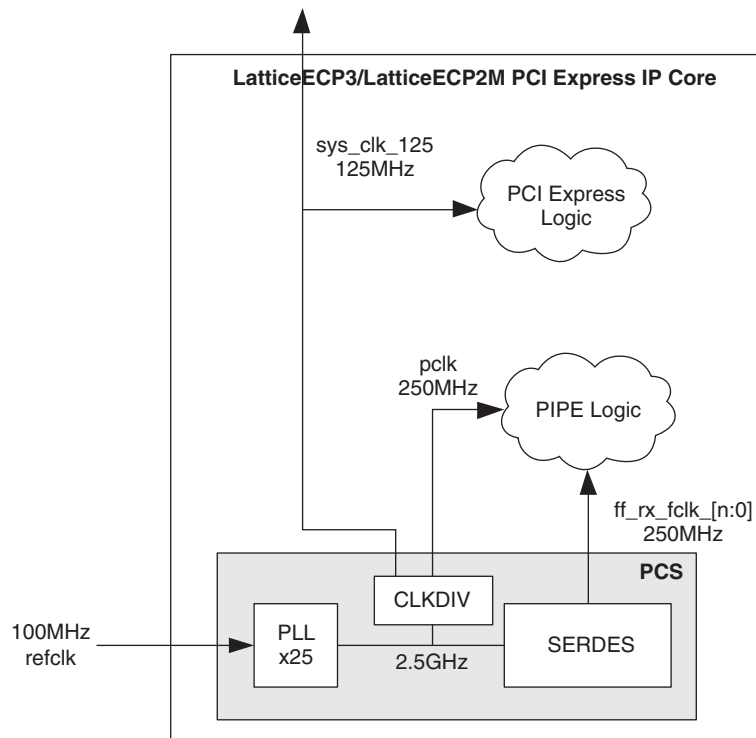 LatticeECP3/LatticeECP2M PCI Express IP Core
sys_clk_125
125MHz
PCI Express
Logic
pclk
250MHz
PIPE Logic
ff_rx_fclk_[n:0]
250MHz
PCS
CLKDIV
100MHz
refclk
PLL
x25
2.5GHz
SERDES